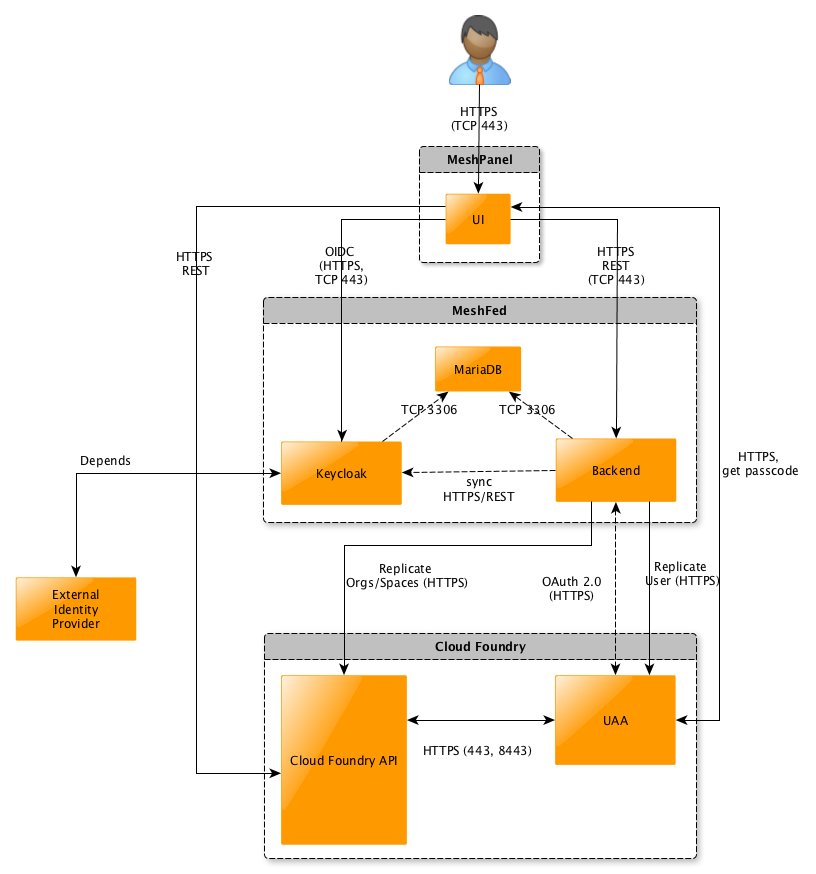 HTTPS
(TCP 443)
MeshPanel
UI
HTTPS
REST
OIDC
(HTTPS,
TCP 443)
HTTPS
REST
(TCP 443)
MeshFed
MariaDB
TCP 3306
TCP 3306
Keycloak
Backend
sync
HTTPS/REST
Depends
HTTPS,
get passcode
External
Identity
Provider
Replicate
Orgs/Spaces (HTTPS)
OAuth 2.0
(HTTPS)
Replicate
User (HTTPS)
Cloud Foundry
Cloud Foundry API
UAA
HTTPS (443, 8443)